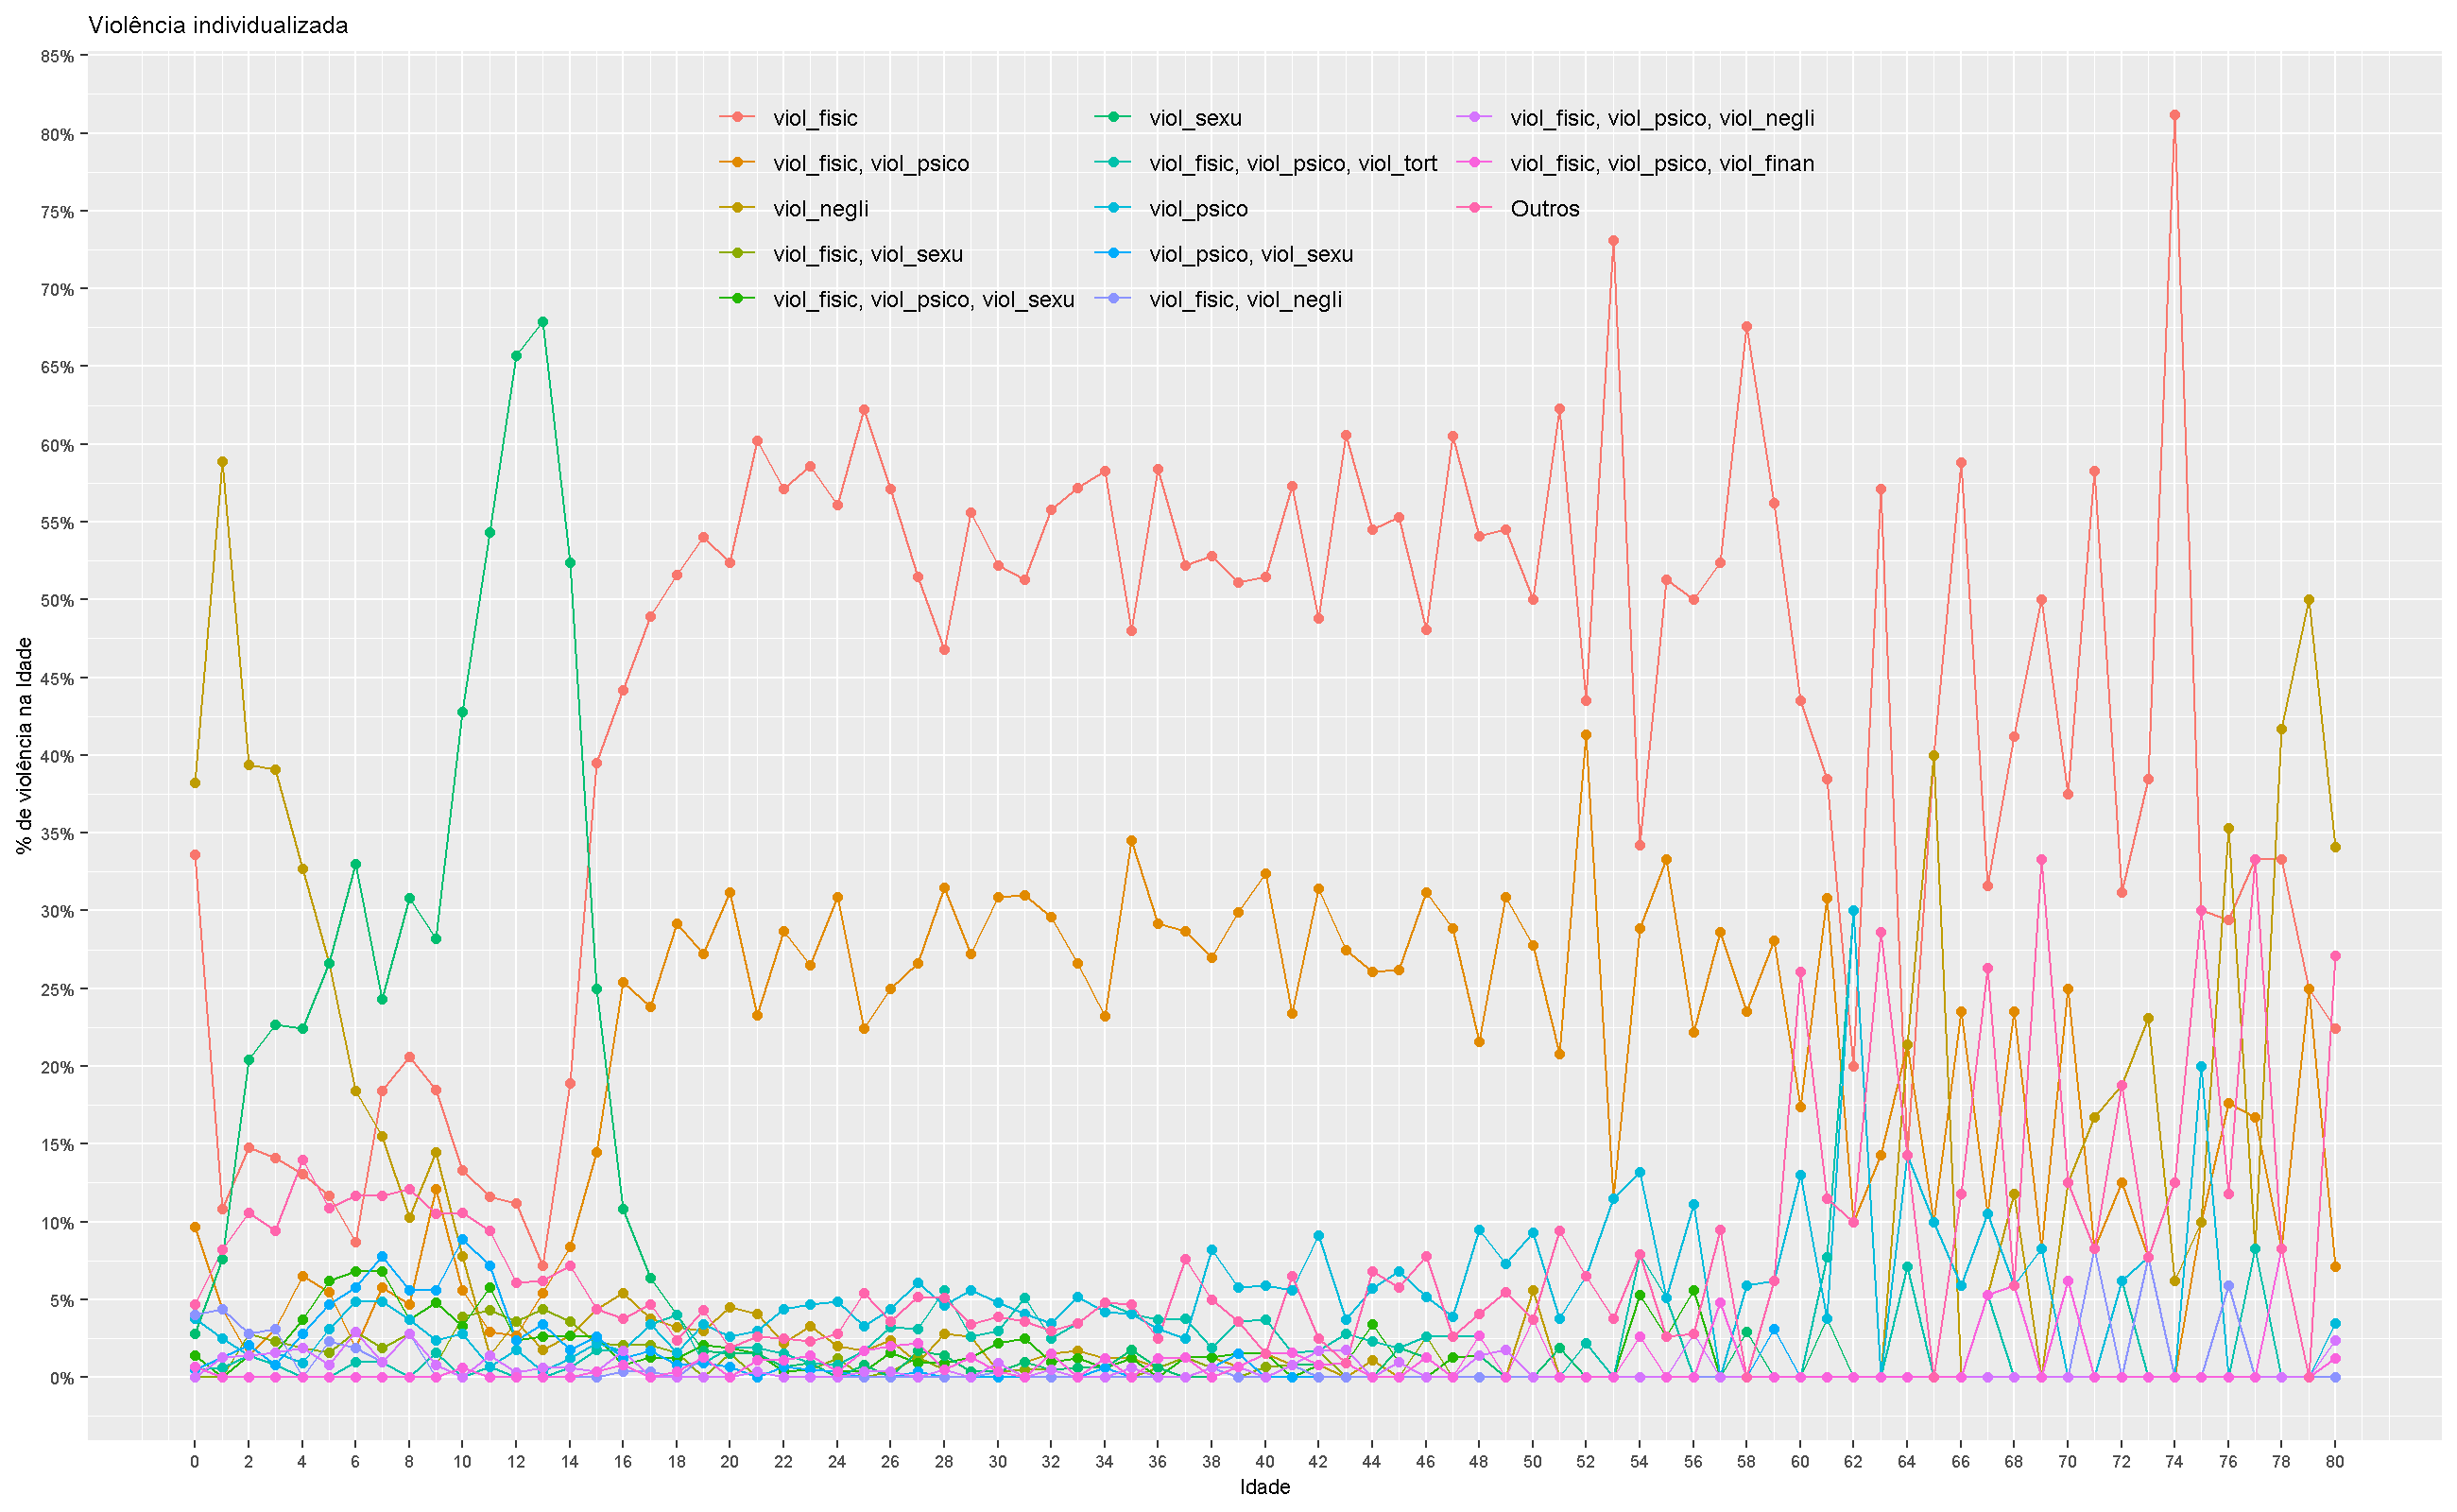 Violência individualizada
85%
80%
75%
70%
65%
60%
55%
50%
45%
40%
35%
30%
25%
20%
15%
10%
5%
0%
% de violência na Idade
viol_fisic
viol_fisic, viol_psico
viol_negli
viol_fisic, viol_sexu
viol_fisic, viol_psico, viol_sexu
viol_sexu
viol_fisic, viol_psico, viol_tort
viol_psico
viol_psico, viol_sexu
viol_fisic, viol_negli
viol_fisic, viol_psico, viol_negli
viol_fisic, viol_psico, viol_finan
Outros
0 2 4 6 8 10 12 14 16 18 20 22 24 26 28 30 32 34 36 38 40 42 44 46 48 50 52 54 56 58 60 62 64 66 68 70 72 74 76 78 80
Idade